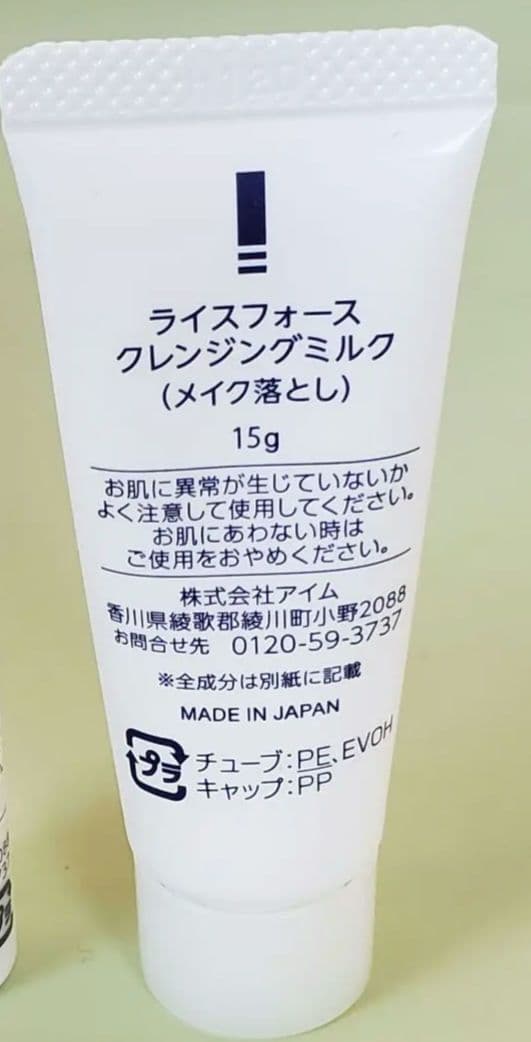 ライスフォース
クレンジングミルク
(メイク落とし)
15g
お肌に異常が生じていないか
よく注意して使用してください。
お肌にあわない時は
ご使用をおやめください。
株式会社アイム
香川県綾歌郡綾川町小野2088
お問合せ先 0120-59-3737
※全成分は別紙に記載
MADE IN JAPAN
プラ
チューブ:PE、EVOH
キャップ:PP